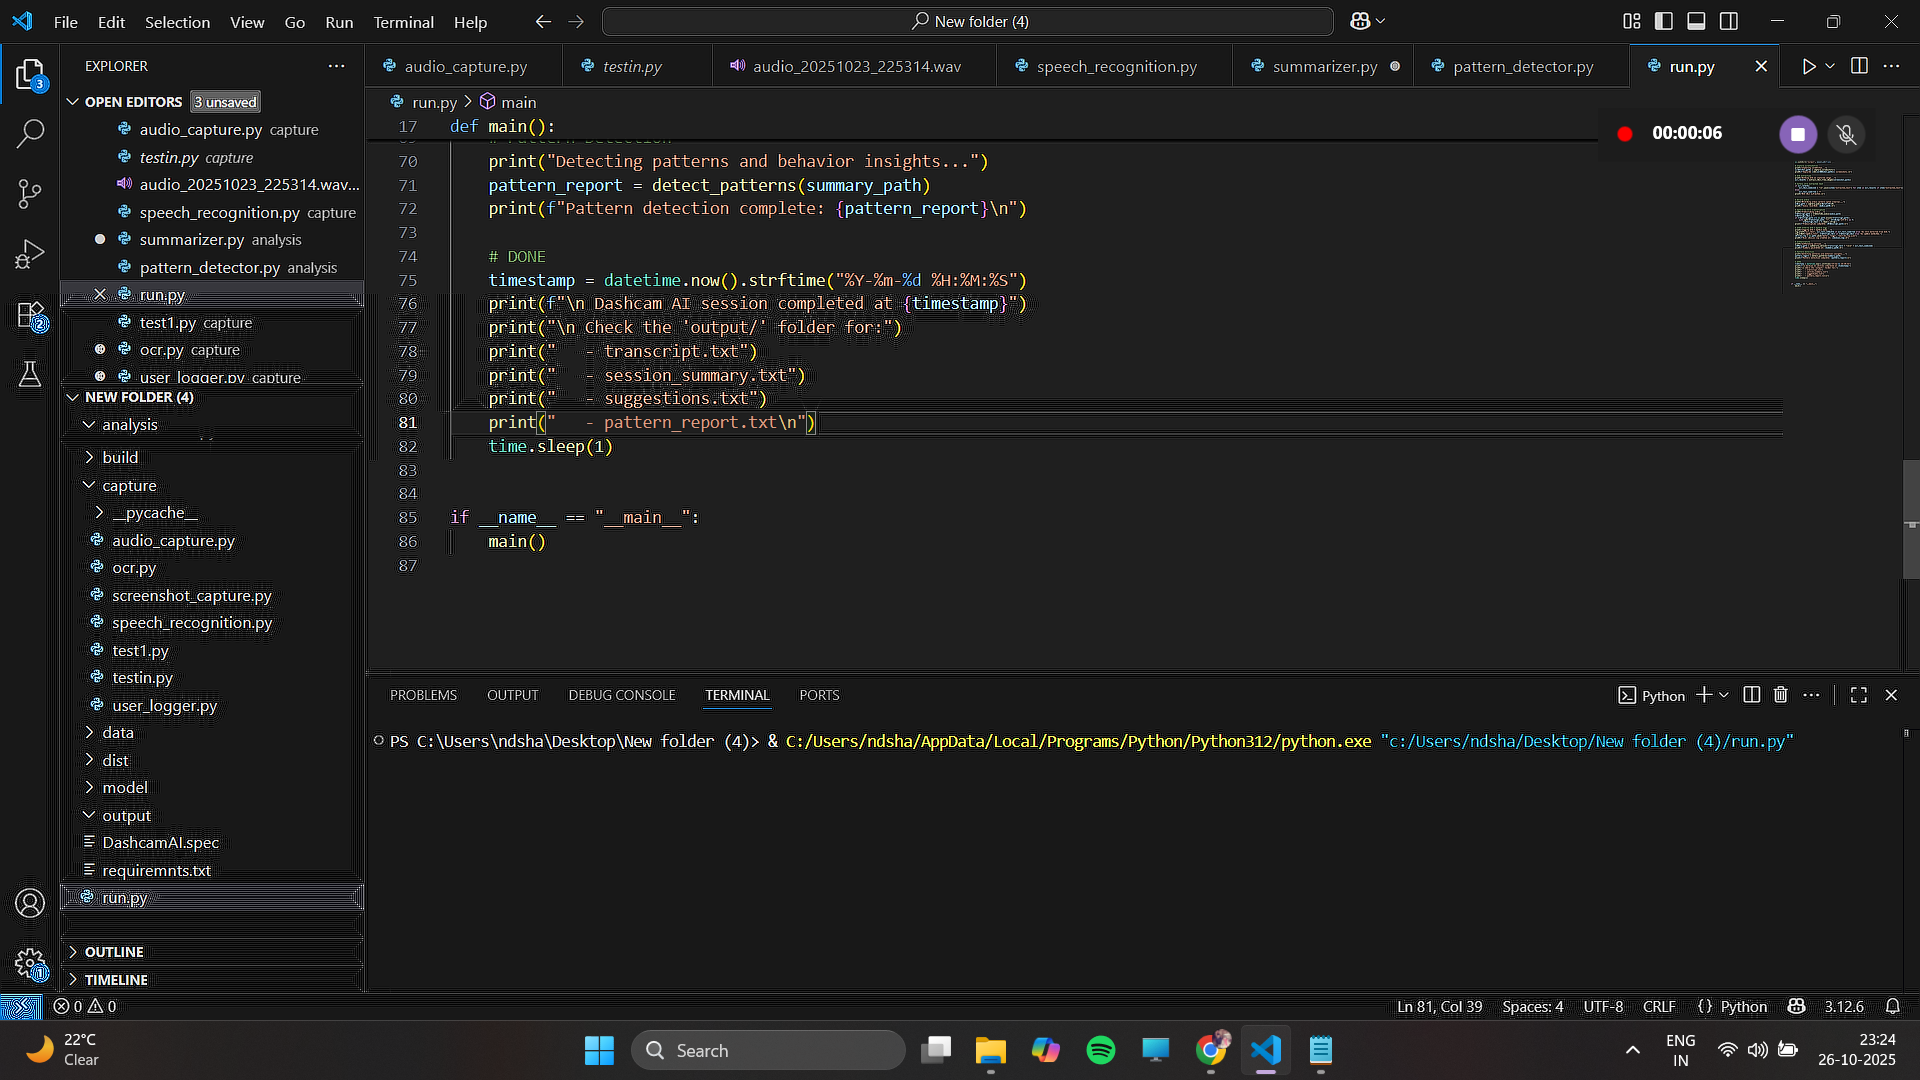 File Edit Selection View Go Run Terminal Help
New folder (4)
EXPLORER
OPEN EDITORS 3 unsaved
audio_capture.py capture
testin.py capture
audio_20251023_225314.wav...
speech_recognition.py capture
summarizer.py analysis
pattern_detector.py analysis
run.py
test1.py capture
ocr.py capture
user_logger.py capture
NEW FOLDER (4)
analysis
build
capture
__pycache__
audio_capture.py
ocr.py
screenshot_capture.py
speech_recognition.py
test1.py
testin.py
user_logger.py
data
dist
model
output
DashcamAI.spec
requiremnts.txt
run.py
OUTLINE
TIMELINE
3
2
1
audio_capture.py testin.py audio_20251023_225314.wav speech_recognition.py summarizer.py pattern_detector.py run.py
run.py > main
00:00:06
17 def main():
# Pattern Detection
70 print("Detecting patterns and behavior insights...")
71 pattern_report = detect_patterns(summary_path)
72 print(f"Pattern detection complete: {pattern_report}\n")
73
74 # DONE
75 timestamp = datetime.now().strftime("%Y-%m-%d %H:%M:%S")
76 print(f"\n Dashcam AI session completed at {timestamp}")
77 print("\n Check the 'output/' folder for:")
78 print("   - transcript.txt")
79 print("   - session_summary.txt")
80 print("   - suggestions.txt")
81 print("   - pattern_report.txt\n")
82 time.sleep(1)
83
84
85 if __name__ == "__main__":
86 main()
87
PROBLEMS OUTPUT DEBUG CONSOLE TERMINAL PORTS
Python
PS C:\Users\ndsha\Desktop\New folder (4)> & C:/Users/ndsha/AppData/Local/Programs/Python/Python312/python.exe "c:/Users/ndsha/Desktop/New folder (4)/run.py"
0 0
Ln 81, Col 39 Spaces: 4 UTF-8 CRLF {} Python 3.12.6
22°C
Clear
Search
ENG
IN
23:24
26-10-2025